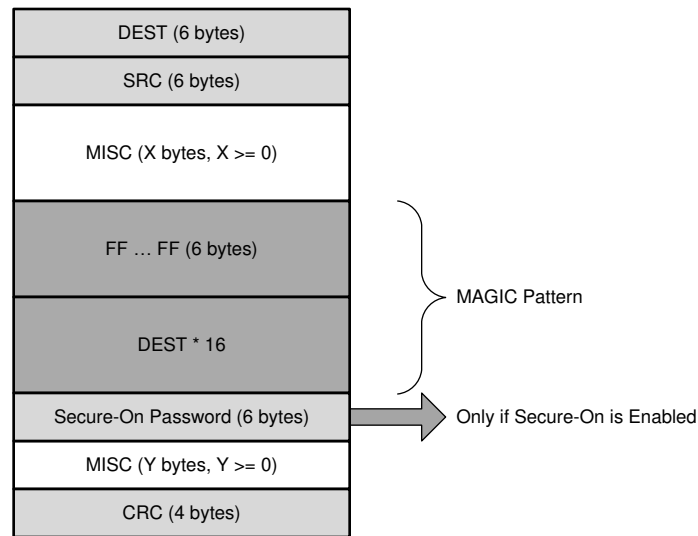 DEST (6 bytes)
SRC (6 bytes)
MISC (X bytes, X >= 0)
FF … FF (6 bytes)
MAGIC Pattern
DEST * 16
Secure-On Password (6 bytes)
Only if Secure-On is Enabled
MISC (Y bytes, Y >= 0)
CRC (4 bytes)